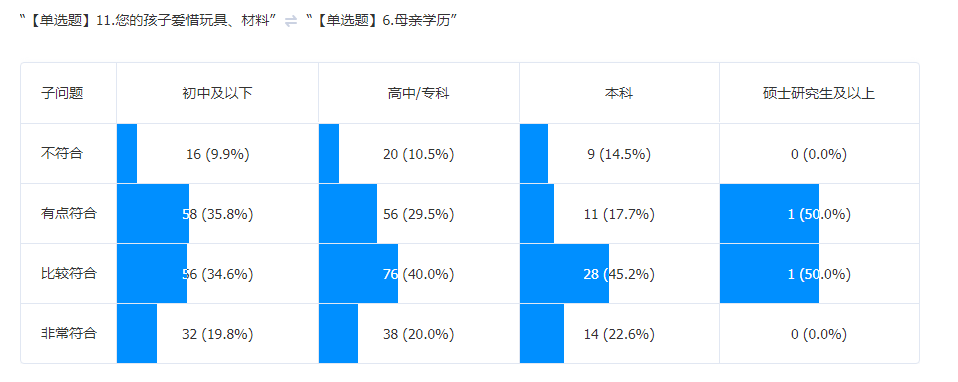 “【单选题】11.您的孩子爱惜玩具、材料” ⇌ “【单选题】6.母亲学历”
子问题 初中及以下 高中/专科 本科 硕士研究生及以上
不符合 16 (9.9%) 20 (10.5%) 9 (14.5%) 0 (0.0%)
有点符合 58 (35.8%) 56 (29.5%) 11 (17.7%) 1 (50.0%)
比较符合 56 (34.6%) 76 (40.0%) 28 (45.2%) 1 (50.0%)
非常符合 32 (19.8%) 38 (20.0%) 14 (22.6%) 0 (0.0%)